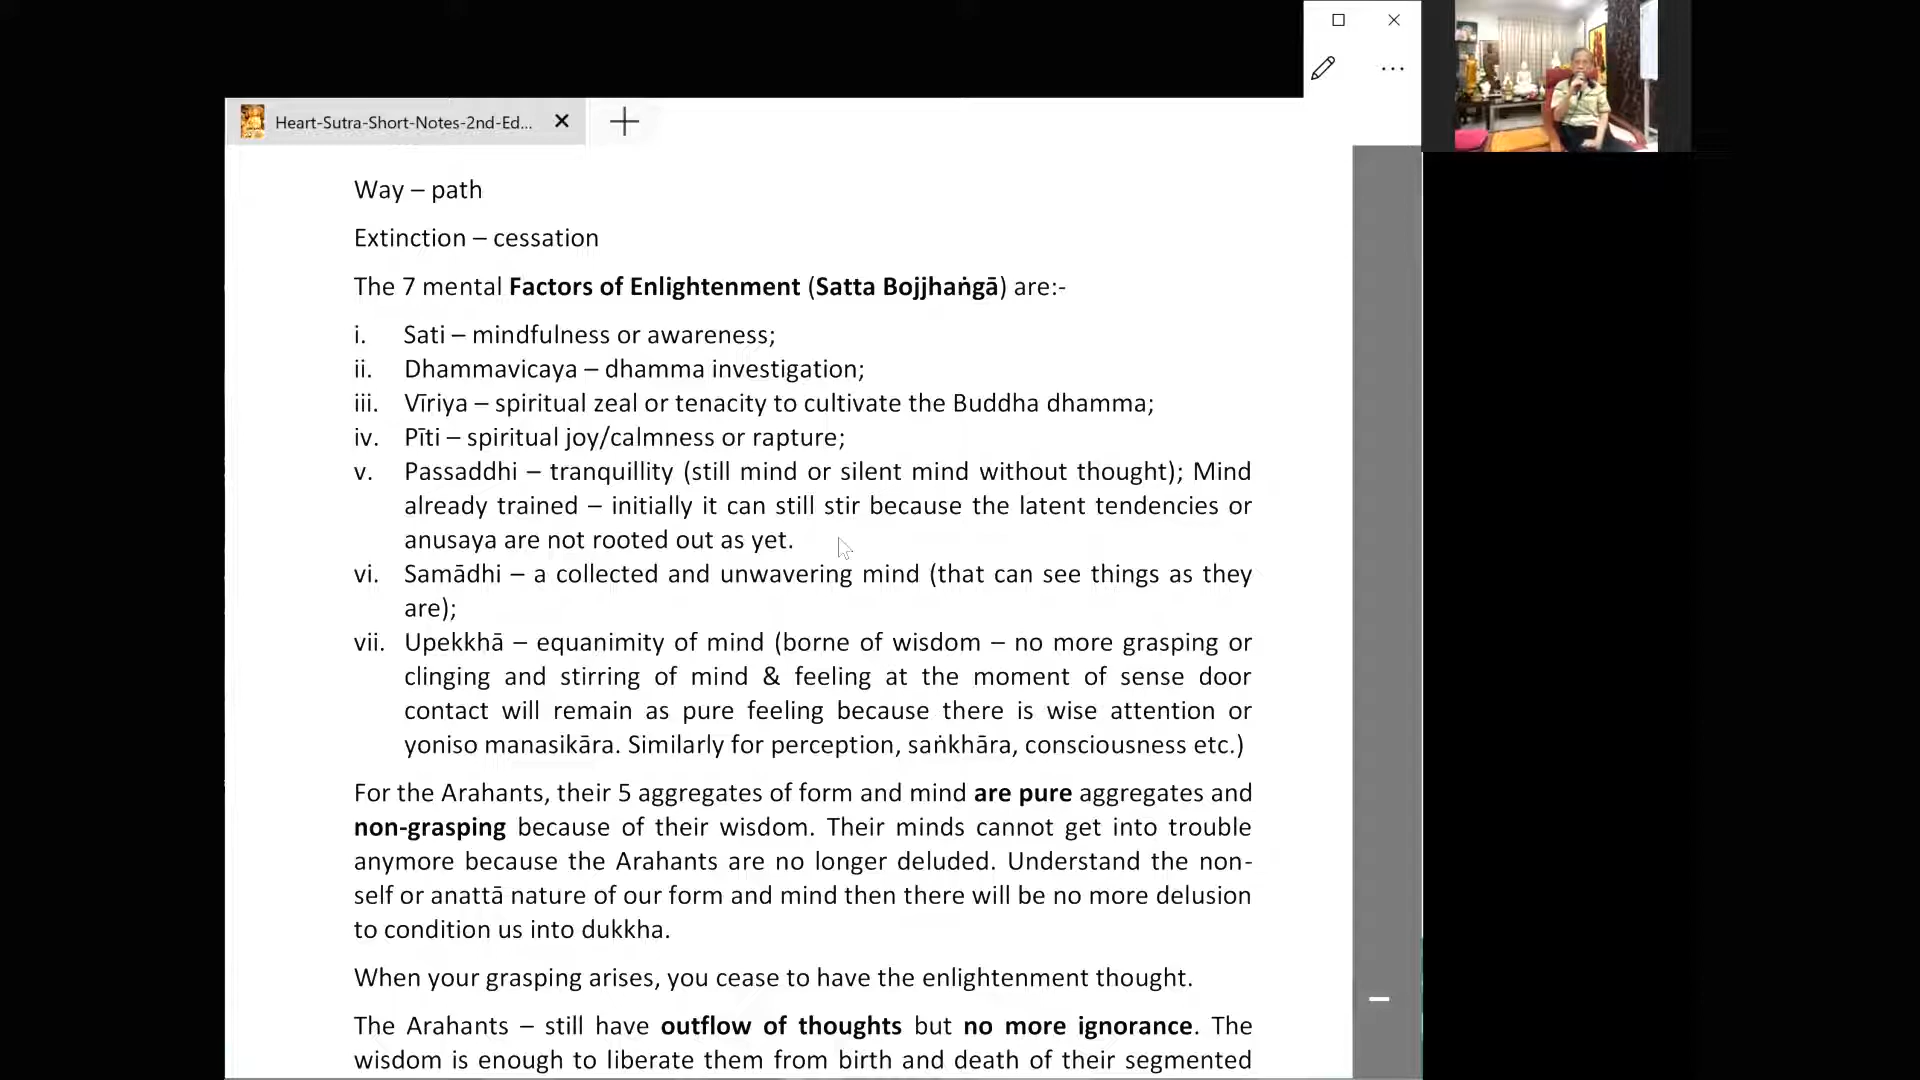 Heart-Sutra-Short-Notes-2nd-Ed...
Way – path
Extinction – cessation
The 7 mental Factors of Enlightenment (Satta Bojjhaṅgā) are:-
i. Sati – mindfulness or awareness;
ii. Dhammavicaya – dhamma investigation;
iii. Vīriya – spiritual zeal or tenacity to cultivate the Buddha dhamma;
iv. Pīti – spiritual joy/calmness or rapture;
v. Passaddhi – tranquillity (still mind or silent mind without thought); Mind
already trained – initially it can still stir because the latent tendencies or
anusaya are not rooted out as yet.
vi. Samādhi – a collected and unwavering mind (that can see things as they
are);
vii. Upekkhā – equanimity of mind (borne of wisdom – no more grasping or
clinging and stirring of mind & feeling at the moment of sense door
contact will remain as pure feeling because there is wise attention or
yoniso manasikāra. Similarly for perception, saṅkhāra, consciousness etc.)
For the Arahants, their 5 aggregates of form and mind are pure aggregates and
non-grasping because of their wisdom. Their minds cannot get into trouble
anymore because the Arahants are no longer deluded. Understand the non-
self or anattā nature of our form and mind then there will be no more delusion
to condition us into dukkha.
When your grasping arises, you cease to have the enlightenment thought.
The Arahants – still have outflow of thoughts but no more ignorance. The
wisdom is enough to liberate them from birth and death of their segmented